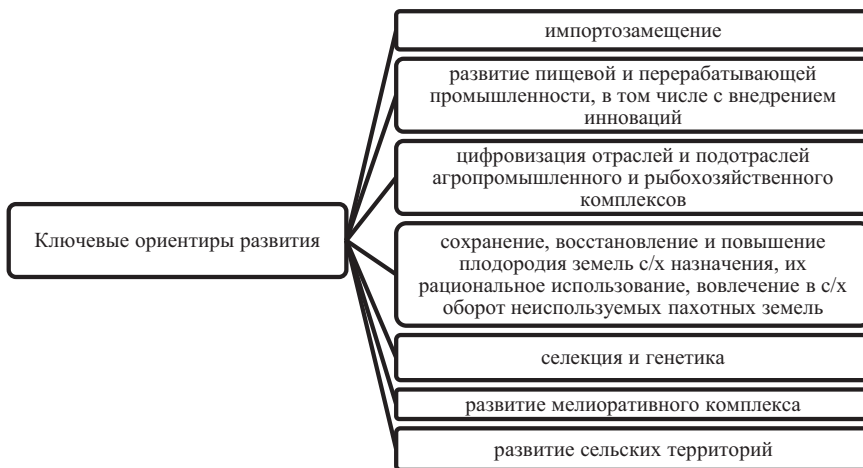 Ключевые ориентиры развития
импортозамещение
развитие пищевой и перерабатывающей
промышленности, в том числе с внедрением
инноваций
цифровизация отраслей и подотраслей
агропромышленного и рыбохозяйственного
комплексов
сохранение, восстановление и повышение
плодородия земель с/х назначения, их
рациональное использование, вовлечение в с/х
оборот неиспользуемых пахотных земель
селекция и генетика
развитие мелиоративного комплекса
развитие сельских территорий